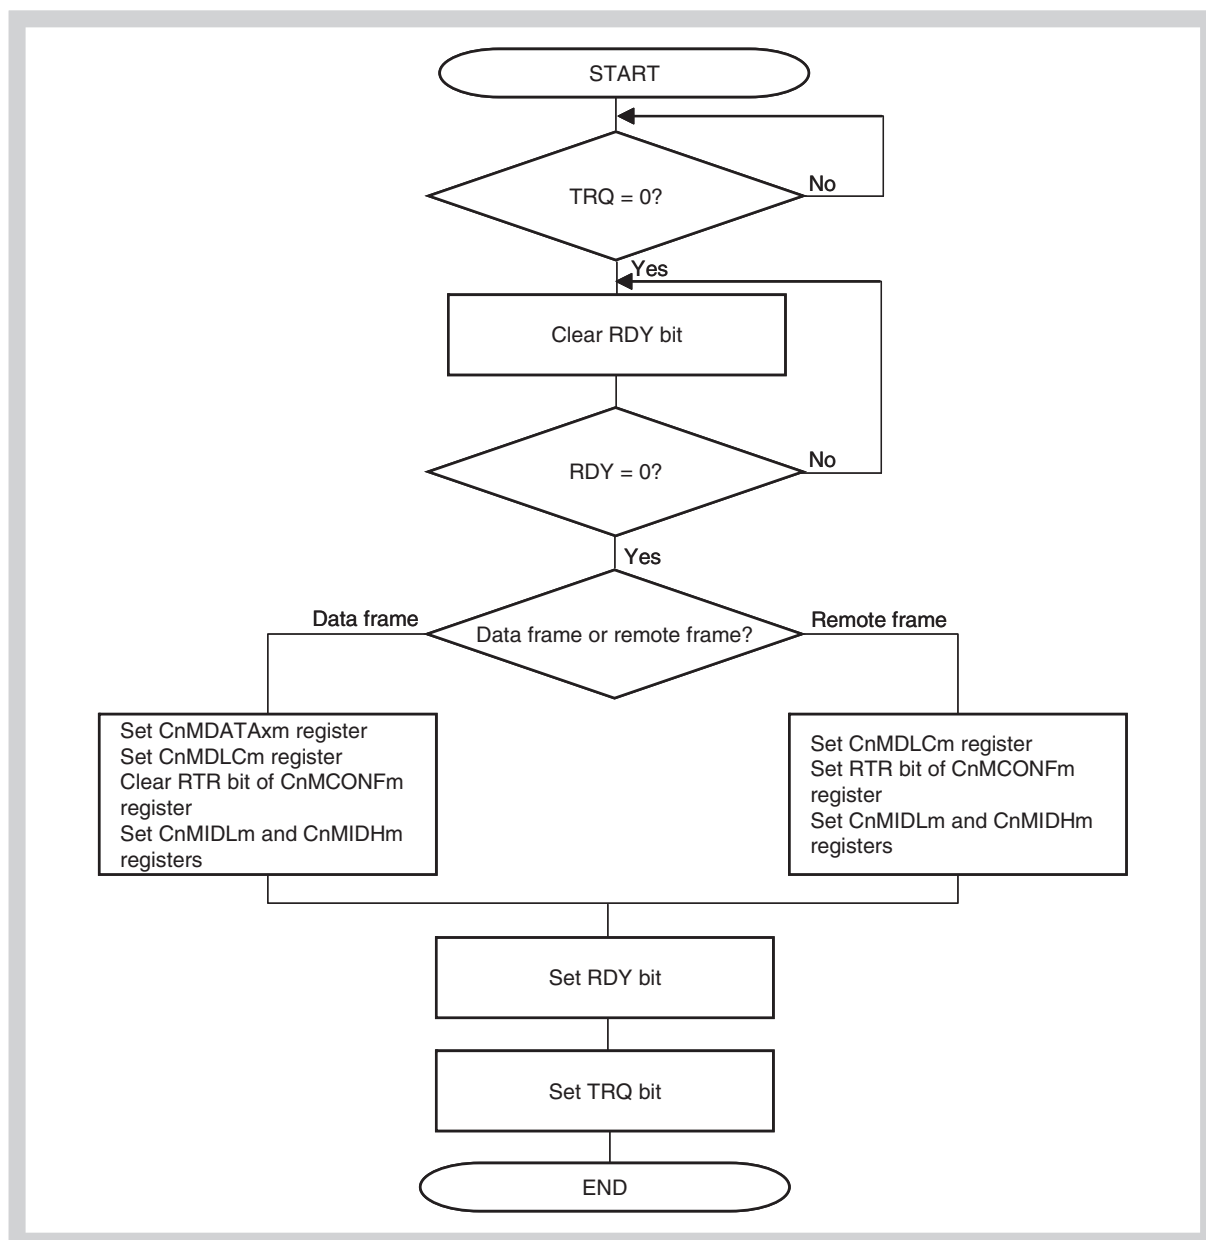 START
TRQ = 0?
No
Yes
Clear RDY bit
RDY = 0?
No
Yes
Data frame or remote frame?
Data frame
Remote frame
Set CnMDATAxm register
Set CnMDLCm register
Clear RTR bit of CnMCONFm
register
Set CnMIDLm and CnMIDHm
registers
Set CnMDLCm register
Set RTR bit of CnMCONFm
register
Set CnMIDLm and CnMIDHm
registers
Set RDY bit
Set TRQ bit
END